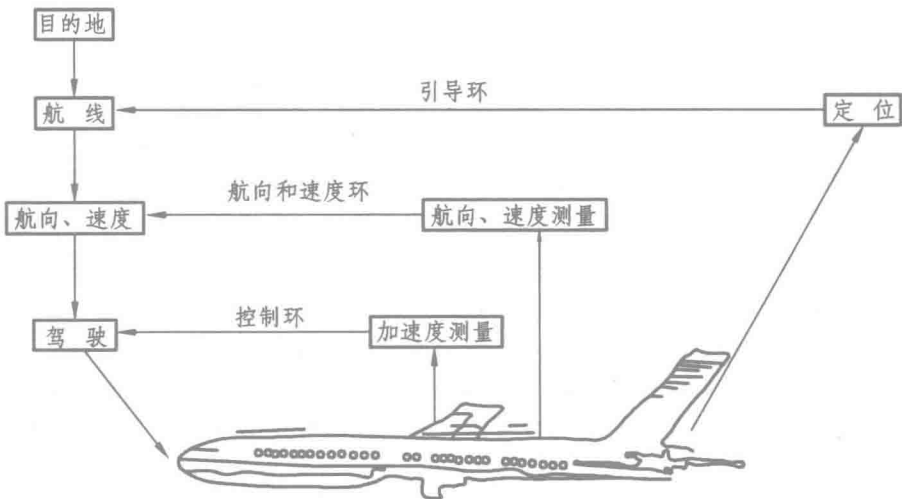 目的地
引导环
航 线
定 位
航向和速度环
航向、速度
航向、速度测量
控制环
驾 驶
加速度测量